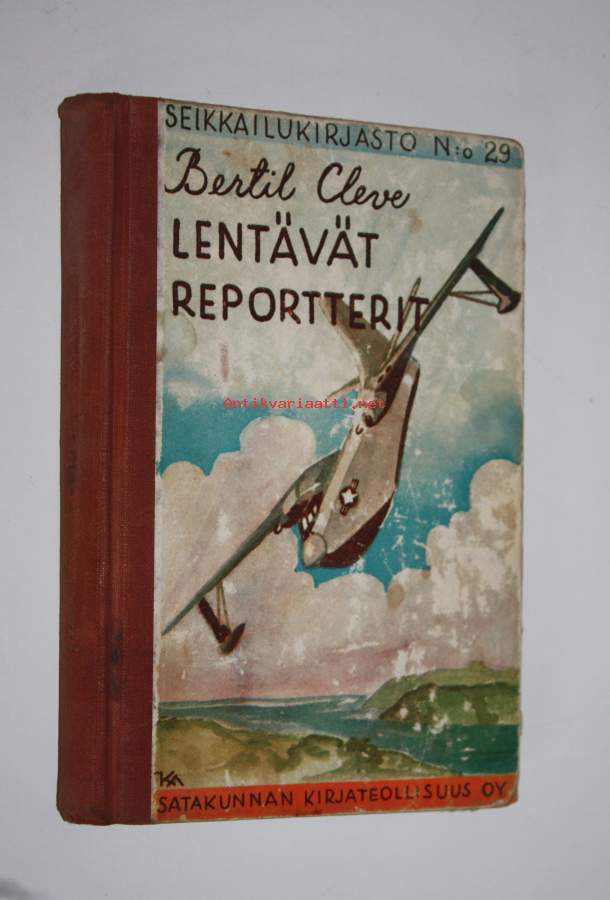 SEIKKAILUKIRJASTO N:o 29
Bertil Cleve
LENTÄVÄT
REPORTTERIT
Antikvariaatti.net
KA
SATAKUNNAN KIRJATEOLLISUUS OY.